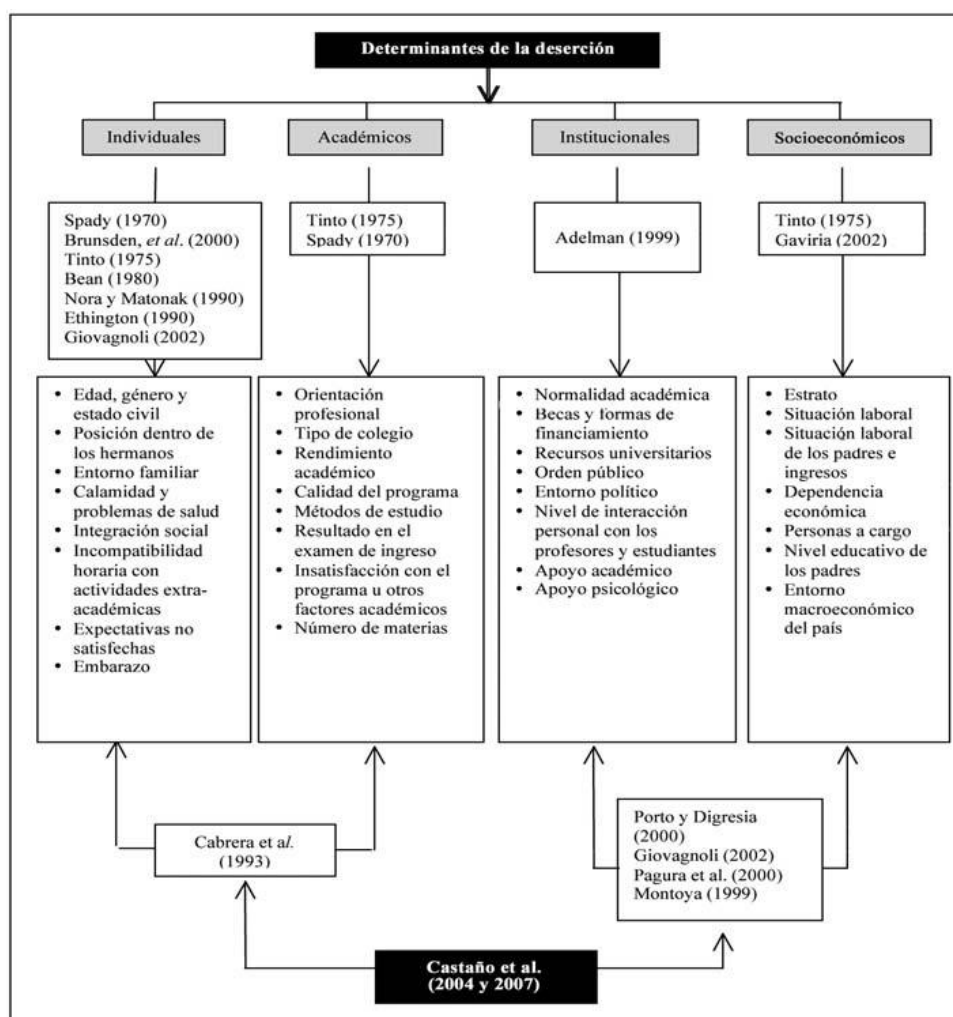 Determinantes de la deserción
Individuales
Académicos
Institucionales
Socioeconómicos
Spady (1970)
Brunsden, et al. (2000)
Tinto (1975)
Bean (1980)
Nora y Matonak (1990)
Ethington (1990)
Giovagnoli (2002)
Tinto (1975)
Spady (1970)
Adelman (1999)
Tinto (1975)
Gaviria (2002)
• Edad, género y
estado civil
• Posición dentro de
los hermanos
• Entorno familiar
• Calamidad y
problemas de salud
• Integración social
• Incompatibilidad
horaria con
actividades extra-
académicas
• Expectativas no
satisfechas
• Embarazo
• Orientación
profesional
• Tipo de colegio
• Rendimiento
académico
• Calidad del programa
• Métodos de estudio
• Resultado en el
examen de ingreso
• Insatisfacción con el
programa u otros
factores académicos
• Número de materias
• Normalidad académica
• Becas y formas de
financiamiento
• Recursos universitarios
• Orden público
• Entorno político
• Nivel de interacción
personal con los
profesores y estudiantes
• Apoyo académico
• Apoyo psicológico
• Estrato
• Situación laboral
• Situación laboral
de los padres e
ingresos
• Dependencia
económica
• Personas a cargo
• Nivel educativo de
los padres
• Entorno
macroeconómico
del país
Cabrera et al.
(1993)
Porto y Digresia
(2000)
Giovagnoli (2002)
Pagura et al. (2000)
Montoya (1999)
Castaño et al.
(2004 y 2007)